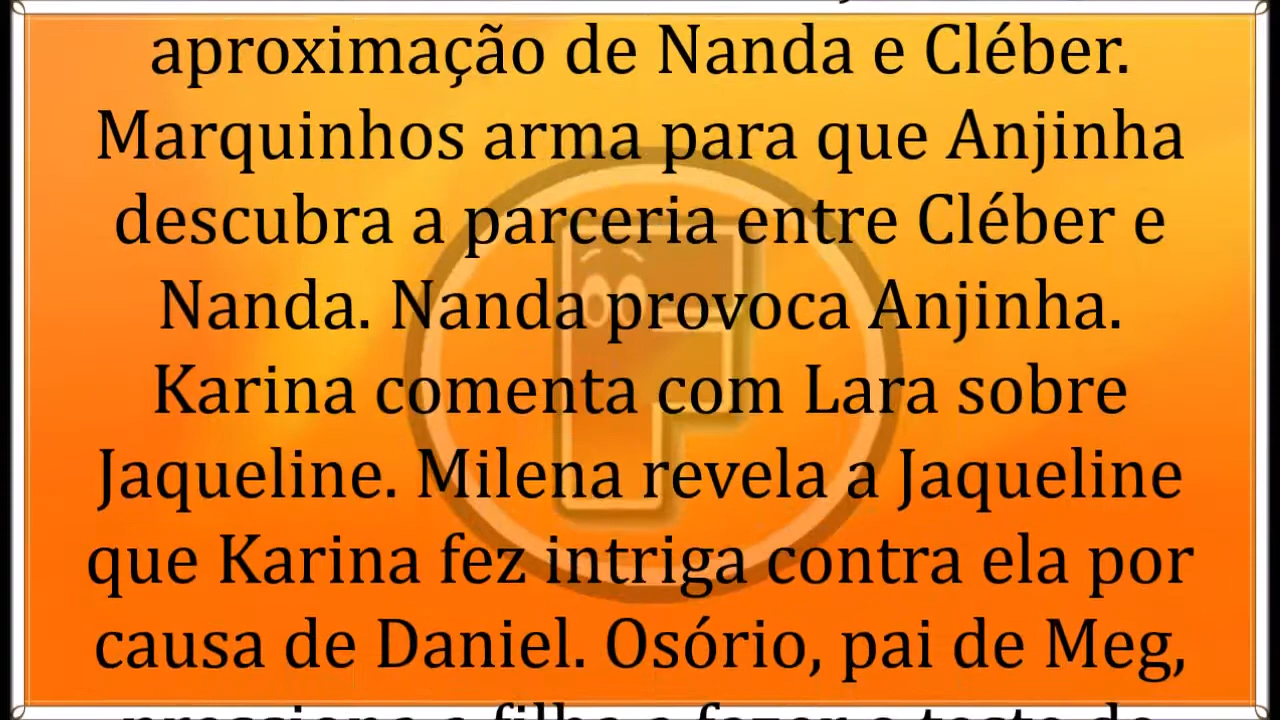 aproximação de Nanda e Cléber.
Marquinhos arma para que Anjinha
descubra a parceria entre Cléber e
Nanda. Nanda provoca Anjinha.
Karina comenta com Lara sobre
Jaqueline. Milena revela a Jaqueline
que Karina fez intriga contra ela por
causa de Daniel. Osório, pai de Meg,